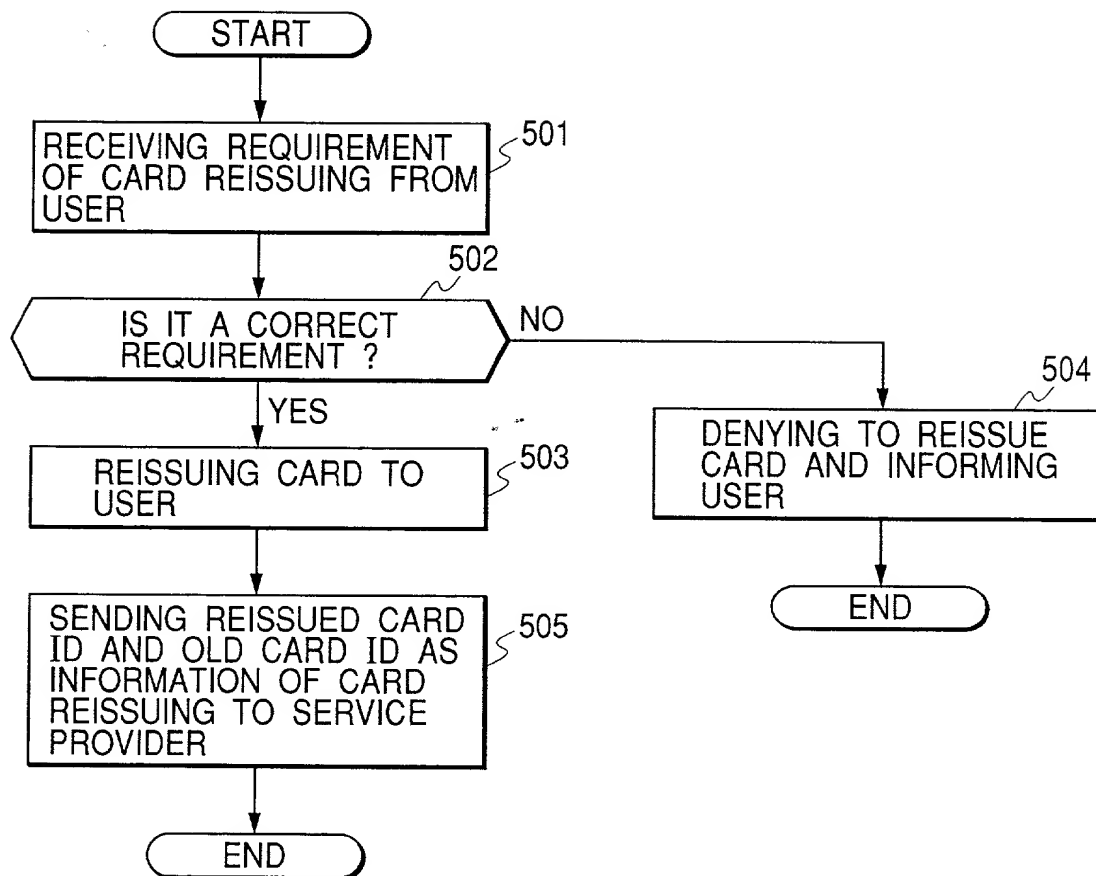 START
RECEIVING REQUIREMENT
OF CARD REISSUING FROM
USER
501
502
IS IT A CORRECT
REQUIREMENT ?
NO
YES
504
DENYING TO REISSUE
CARD AND INFORMING
USER
END
REISSUING CARD TO
USER
503
SENDING REISSUED CARD
ID AND OLD CARD ID AS
INFORMATION OF CARD
REISSUING TO SERVICE
PROVIDER
505
END